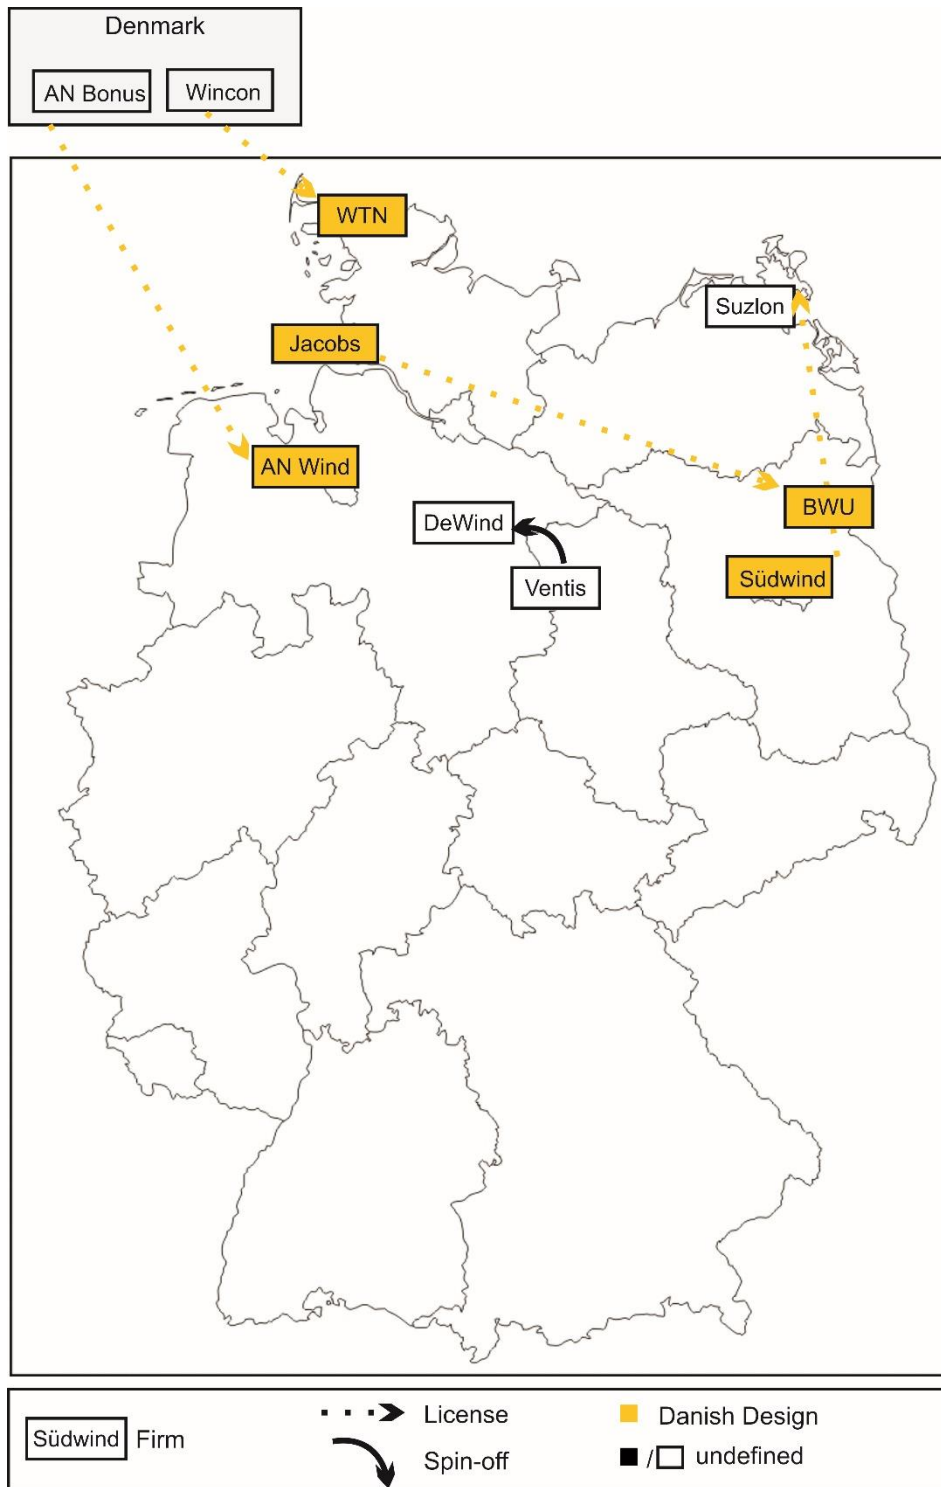 Denmark
AN Bonus
Wincon
WTN
Suzlon
Jacobs
AN Wind
BWU
DeWind
Südwind
Ventis
Südwind Firm
License
Spin-off
Danish Design
/ undefined